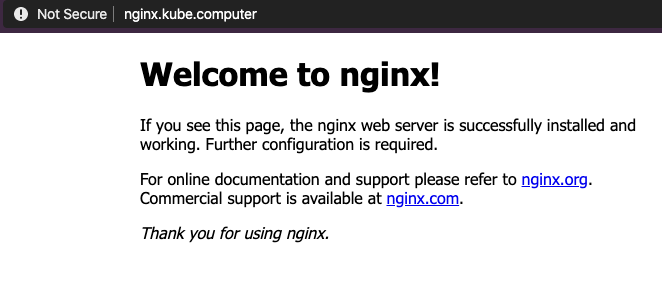 Not Secure nginx.kube.computer
Welcome to nginx!
If you see this page, the nginx web server is successfully installed and
working. Further configuration is required.
For online documentation and support please refer to nginx.org.
Commercial support is available at nginx.com.
Thank you for using nginx.